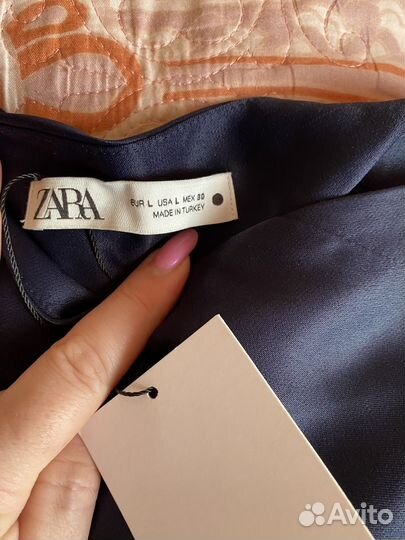 ZARA
EUR L USA L MEX 30
MADE IN TURKEY
Avito